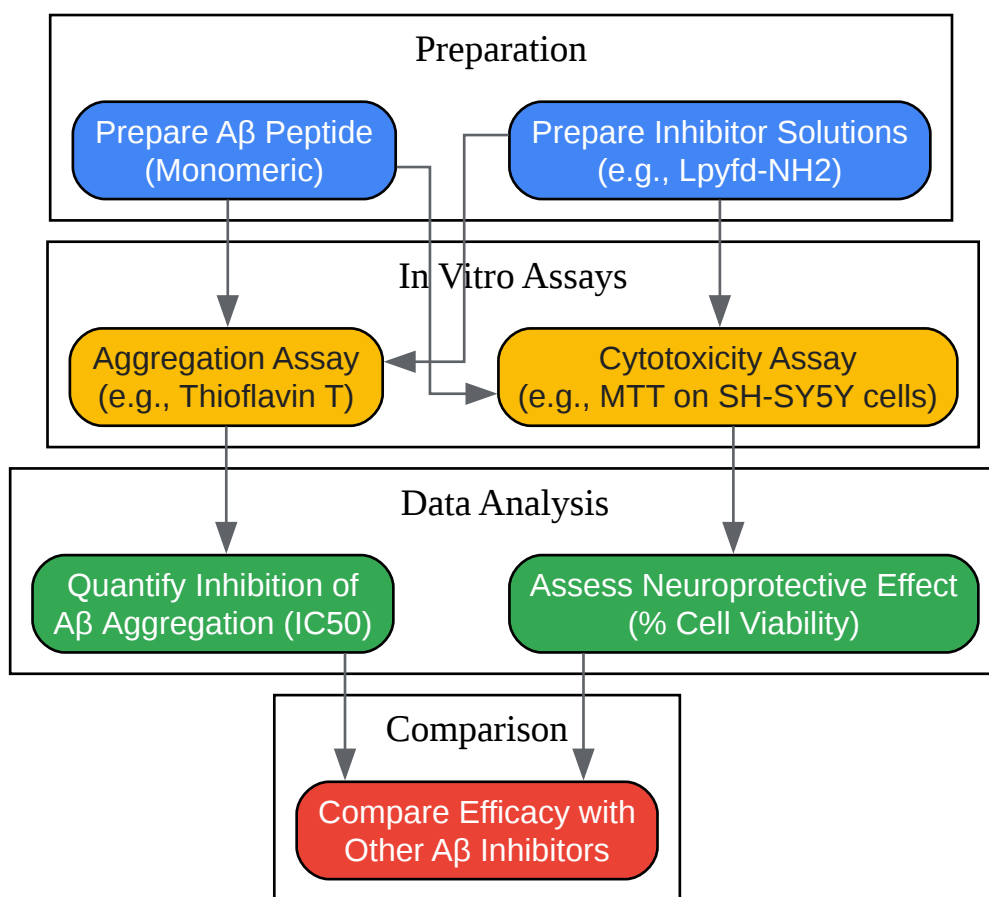 Preparation
Prepare Aβ Peptide
(Monomeric)
Prepare Inhibitor Solutions
(e.g., Lpyfd-NH2)
In Vitro Assays
Aggregation Assay
(e.g., Thioflavin T)
Cytotoxicity Assay
(e.g., MTT on SH-SY5Y cells)
Data Analysis
Quantify Inhibition of
Aβ Aggregation (IC50)
Assess Neuroprotective Effect
(% Cell Viability)
Comparison
Compare Efficacy with
Other Aβ Inhibitors